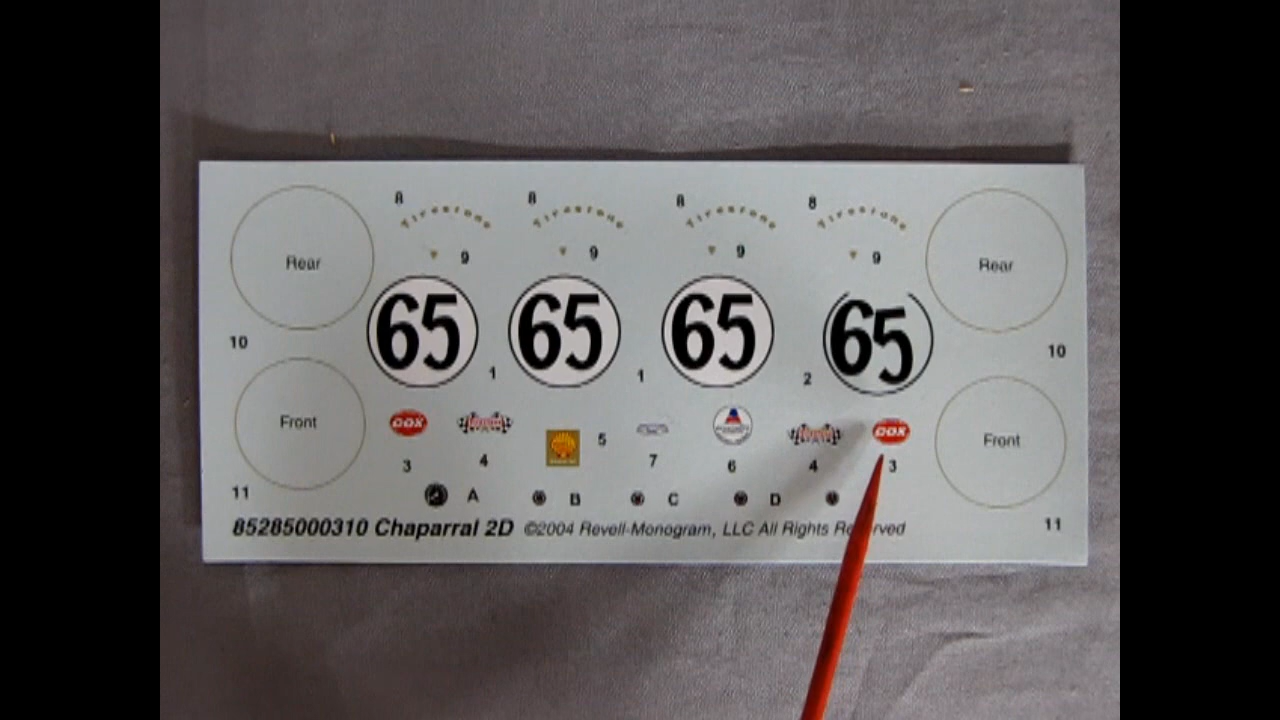 8 8 8 8
Firestone Firestone Firestone Firestone
9 9 9 9
Rear Rear
65 65 65 65
10 1 1 2 10
Front COX COX Front
5
3 4 7 6 4 3
11 A B C D 11
85285000310 Chaparral 2D ©2004 Revell-Monogram, LLC All Rights Reserved